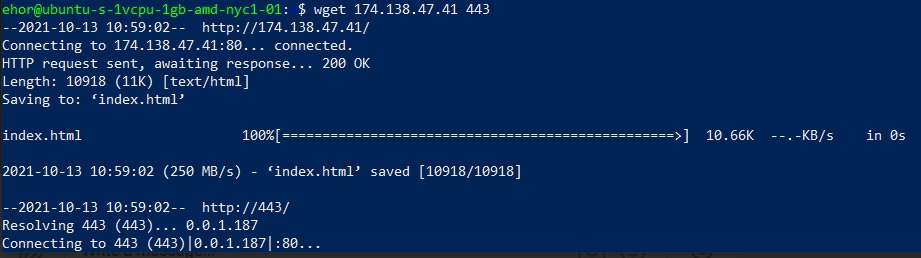 ehor@ubuntu-s-1vcpu-1gb-amd-nyc1-01: $ wget 174.138.47.41 443
--2021-10-13 10:59:02--  http://174.138.47.41/
Connecting to 174.138.47.41:80... connected.
HTTP request sent, awaiting response... 200 OK
Length: 10918 (11K) [text/html]
Saving to: ‘index.html’
index.html                    100%[=================================================>]  10.66K  --.-KB/s    in 0s
2021-10-13 10:59:02 (250 MB/s) - ‘index.html’ saved [10918/10918]
--2021-10-13 10:59:02--  http://443/
Resolving 443 (443)... 0.0.1.187
Connecting to 443 (443)|0.0.1.187|:80...